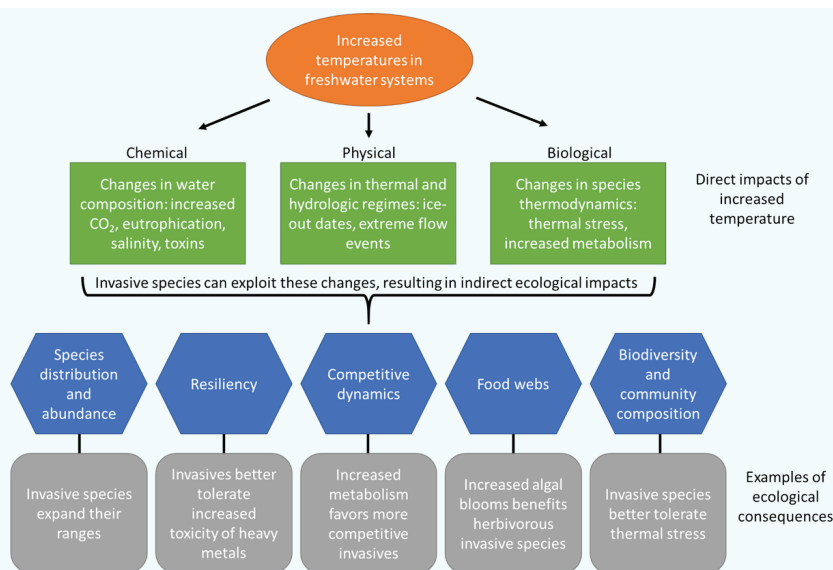 Increased
temperatures in
freshwater systems
Chemical
Physical
Biological
Changes in water
composition: increased
CO₂, eutrophication,
salinity, toxins
Changes in thermal and
hydrologic regimes: ice-
out dates, extreme flow
events
Changes in species
thermodynamics:
thermal stress,
increased metabolism
Direct impacts of
increased
temperature
Invasive species can exploit these changes, resulting in indirect ecological impacts
Species
distribution
and
abundance
Resiliency
Competitive
dynamics
Food webs
Biodiversity
and
community
composition
Invasive species
expand their
ranges
Invasives better
tolerate
increased
toxicity of heavy
metals
Increased
metabolism
favors more
competitive
invasives
Increased algal
blooms benefits
herbivorous
invasive species
Invasive species
better tolerate
thermal stress
Examples of
ecological
consequences